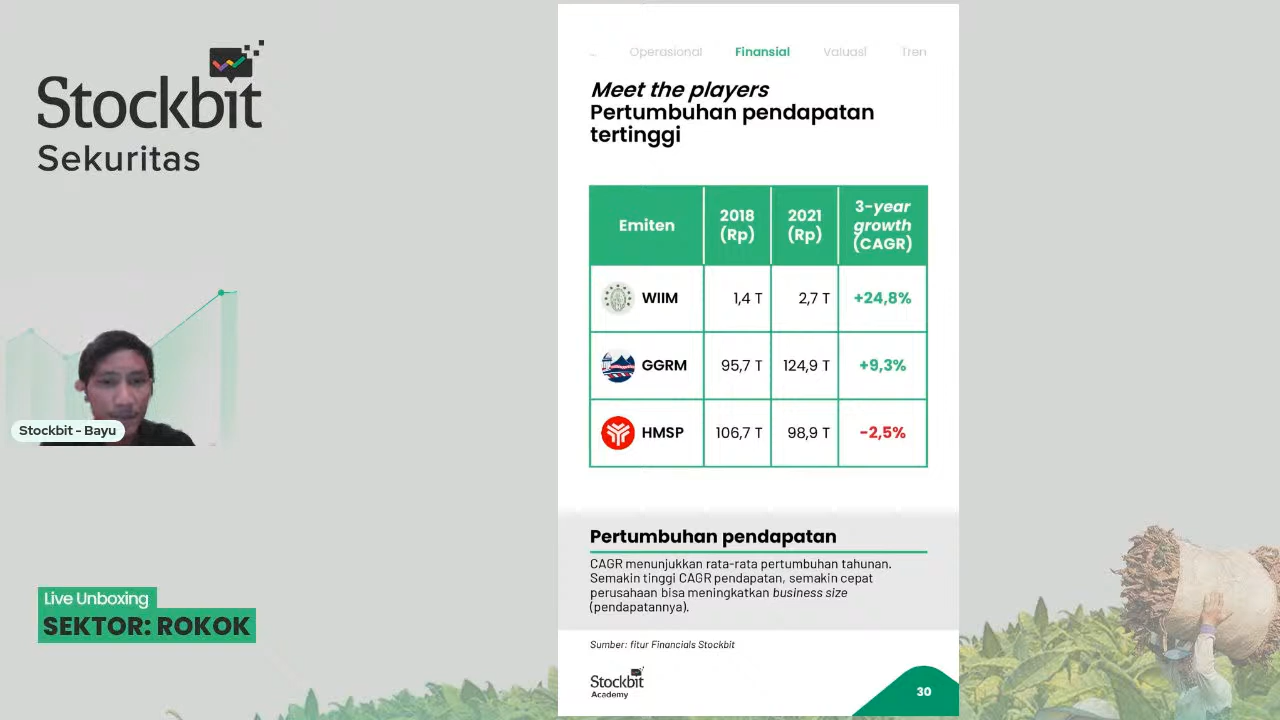 Stockbit
Sekuritas
Stockbit - Bayu
Live Unboxing
SEKTOR: ROKOK
Operasional Finansial Valuasi Tren
Meet the players
Pertumbuhan pendapatan
tertinggi
Emiten 2018 (Rp) 2021 (Rp) 3-year growth (CAGR)
WIIM 1,4 T 2,7 T +24,8%
GGRM 95,7 T 124,9 T +9,3%
HMSP 106,7 T 98,9 T -2,5%
Pertumbuhan pendapatan
CAGR menunjukkan rata-rata pertumbuhan tahunan.
Semakin tinggi CAGR pendapatan, semakin cepat
perusahaan bisa meningkatkan business size
(pendapatannya).
Sumber: fitur Financials Stockbit
Stockbit
Academy
30